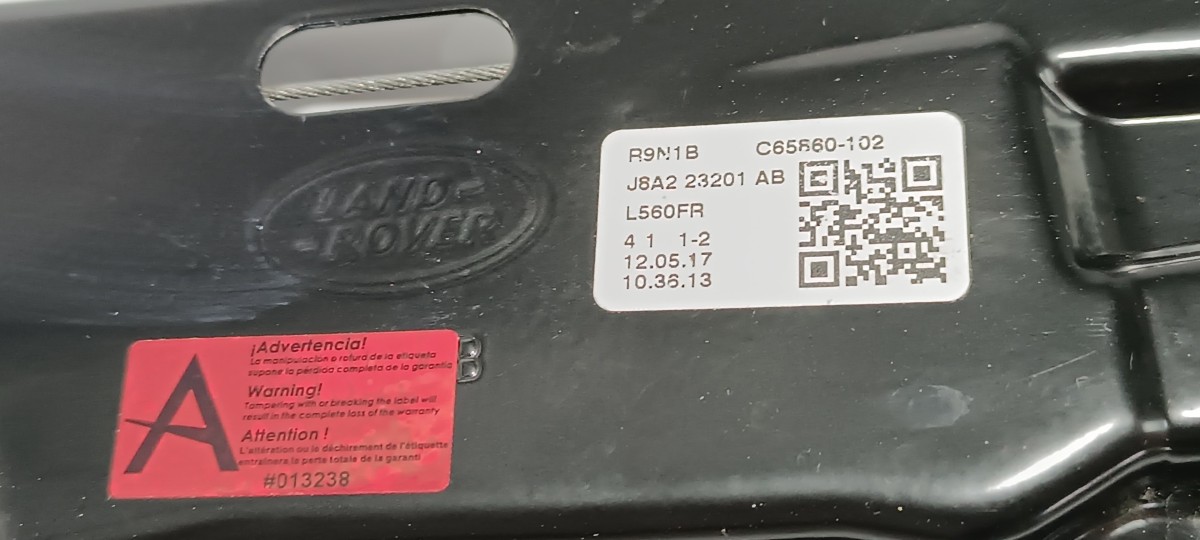 LAND-
-ROVER
R9N1B C65860-102
J8A2 23201 AB
L560FR
4 1 1-2
12.05.17
10.36.13
B
A
¡Advertencia!
La manipulación o rotura de la etiqueta
supone la pérdida completa de la garantía
Warning!
Tampering with or breaking the label will
result in the complete loss of the warranty
Attention !
L'altération ou le déchirement de l'étiquette
entraînera la perte totale de la garanti
#013238